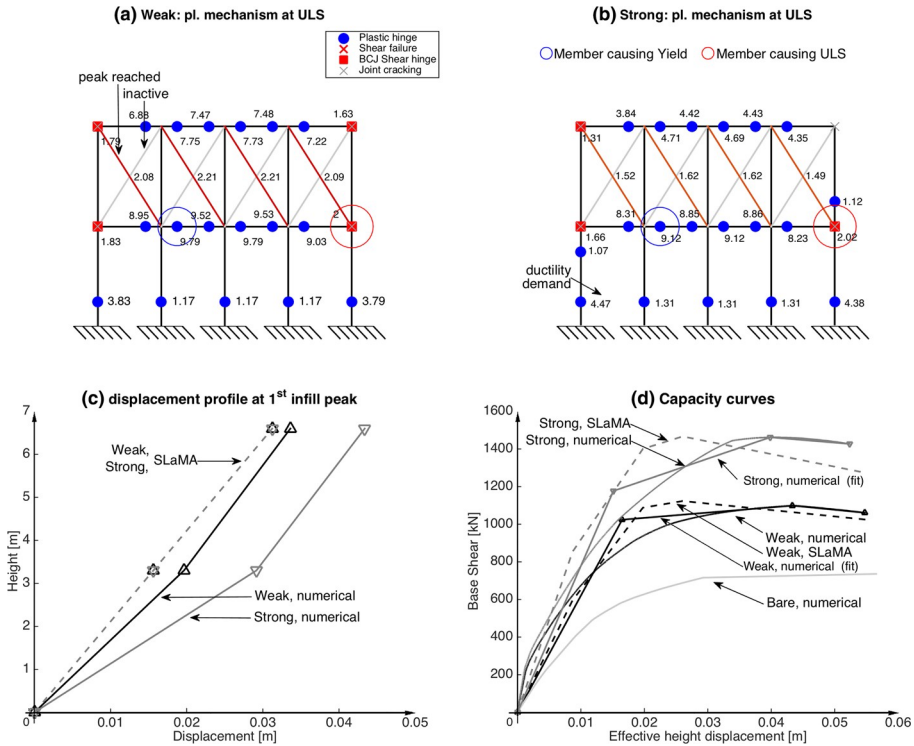 (a) Weak: pl. mechanism at ULS
Plastic hinge
Shear failure
BCJ Shear hinge
Joint cracking
peak reached
inactive
6.88 7.47 7.48 1.63
1.79 7.75 7.73 7.22
2.08 2.21 2.21 2.09
8.95 9.52 9.53 2
1.83 9.79 9.79 9.03
3.83 1.17 1.17 1.17 3.79
(b) Strong: pl. mechanism at ULS
Member causing Yield Member causing ULS
3.84 4.42 4.43
1.31 4.71 4.69 4.35
1.52 1.62 1.62 1.49
1.12
8.31 8.85 8.86
1.66 9.12 9.12 8.23 2.02
1.07
ductility
demand
4.47 1.31 1.31 1.31 4.38
(c) displacement profile at 1st infill peak
7
6
5
4
3
2
1
0
Height [m]
Weak,
Strong, SLaMA
Weak, numerical
Strong, numerical
0 0.01 0.02 0.03 0.04 0.05
Displacement [m]
(d) Capacity curves
1600
1400
1200
1000
800
600
400
200
Base Shear [kN]
Strong, SLaMA
Strong, numerical
Strong, numerical (fit)
Weak, numerical
Weak, SLaMA
Weak, numerical (fit)
Bare, numerical
0 0.01 0.02 0.03 0.04 0.05 0.06
Effective height displacement [m]